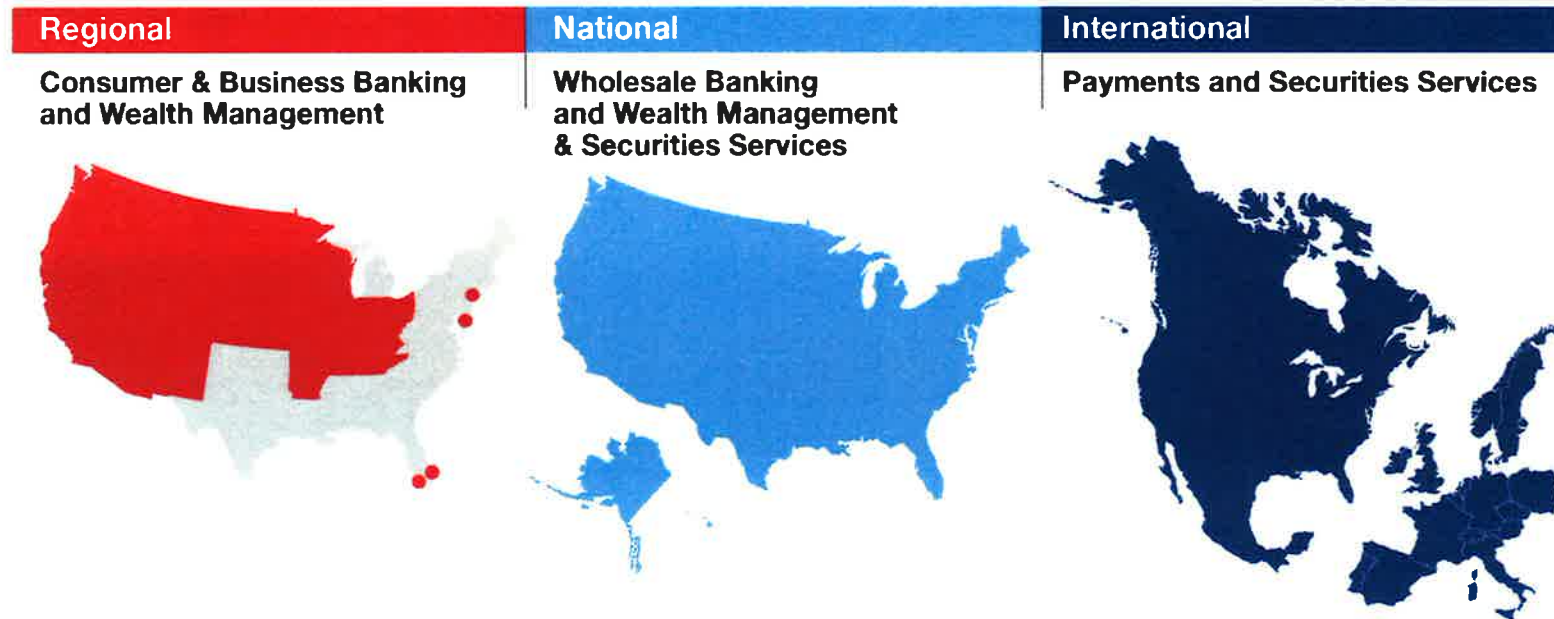 Regional
Consumer & Business Banking
and Wealth Management
National
Wholesale Banking
and Wealth Management
& Securities Services
International
Payments and Securities Services